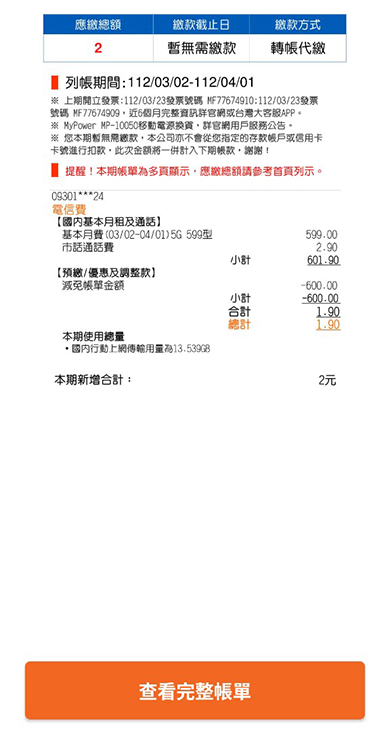 應繳總額 繳款截止日 繳款方式
2 暫無需繳款 轉帳代繳
列帳期間:112/03/02-112/04/01
※ 上期開立發票:112/03/23發票號碼 MF77674910:112/03/23發票
號碼 MF77674909，近6個月完整資訊詳官網或台灣大客服APP。
※ MyPower MP-10050移動電源換貨，詳官網用戶服務公告。
※ 您本期暫無需繳款，本公司亦不會從您指定的存款帳戶或信用卡
卡號進行扣款，此次金額將一併計入下期帳款，謝謝！
提醒！本期帳單為多頁顯示，應繳總額請參考首頁列示。
09301***24
電信費
【國內基本月租及通話】
基本月費(03/02-04/01)5G 599型 599.00
市話通話費 2.90
小計 601.90
【預繳/優惠及調整款】
減免帳單金額 -600.00
小計 -600.00
合計 1.90
總計 1.90
本期使用總量
•國內行動上網傳輸用量為13.539GB
本期新增合計： 2元
查看完整帳單